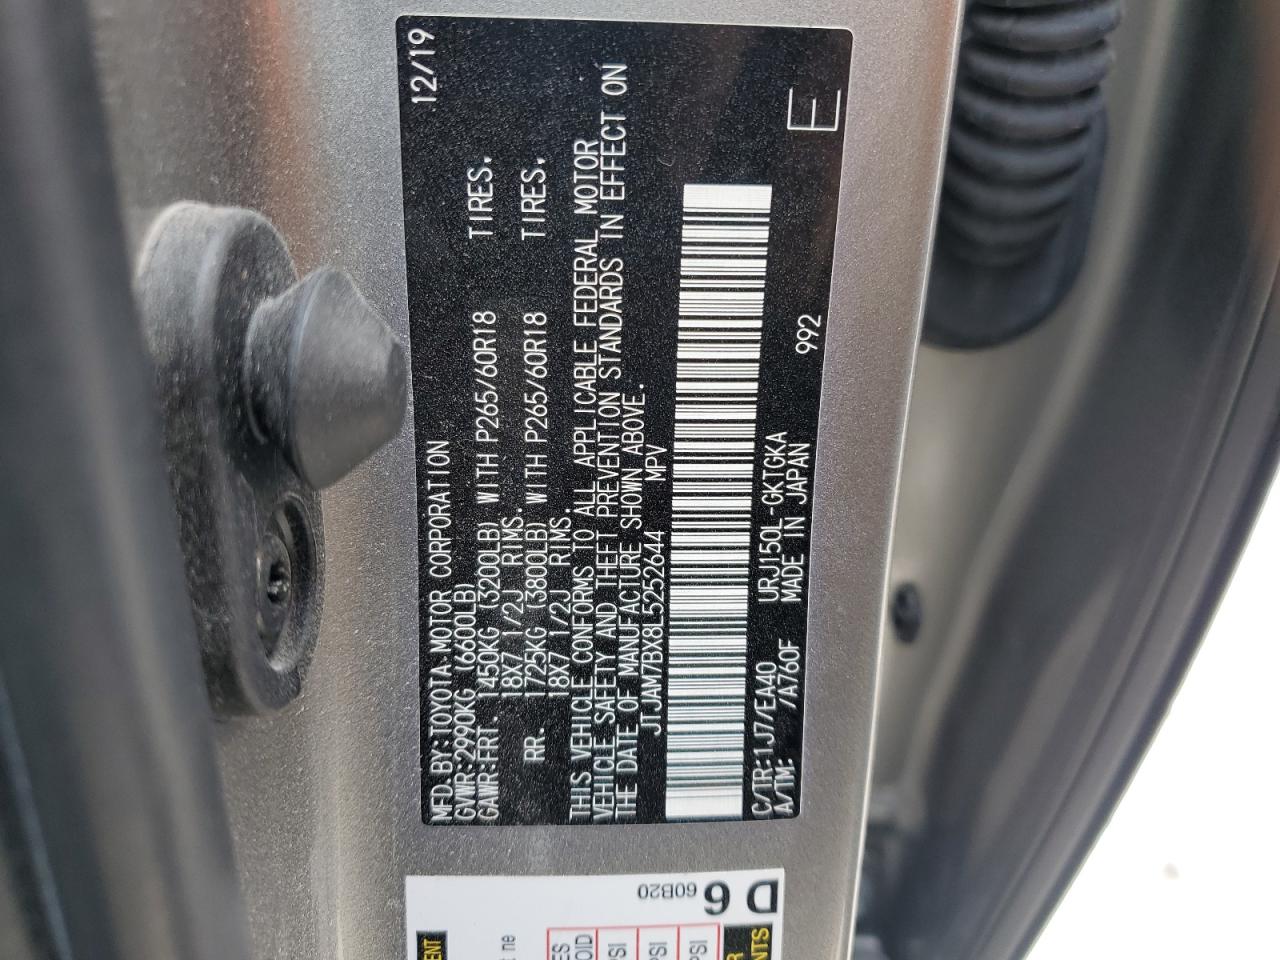 MFD.BY:TOYOTA MOTOR CORPORATION 12/19
GVWR:2990KG (6600LB)
GAWR:FRT. 1450KG (3200LB) WITH P265/60R18 TIRES.
18X7 1/2J RIMS.
RR. 1725KG (3800LB) WITH P265/60R18 TIRES.
18X7 1/2J RIMS.
THIS VEHICLE CONFORMS TO ALL APPLICABLE FEDERAL MOTOR
VEHICLE SAFETY AND THEFT PREVENTION STANDARDS IN EFFECT ON
THE DATE OF MANUFACTURE SHOWN ABOVE.
JTJAM7BX8L5252644 MPV
C/TR:1J7/EA40 URJ150L-GKTGKA 992
A/TM: /A760F MADE IN JAPAN
E
D 6
60B20